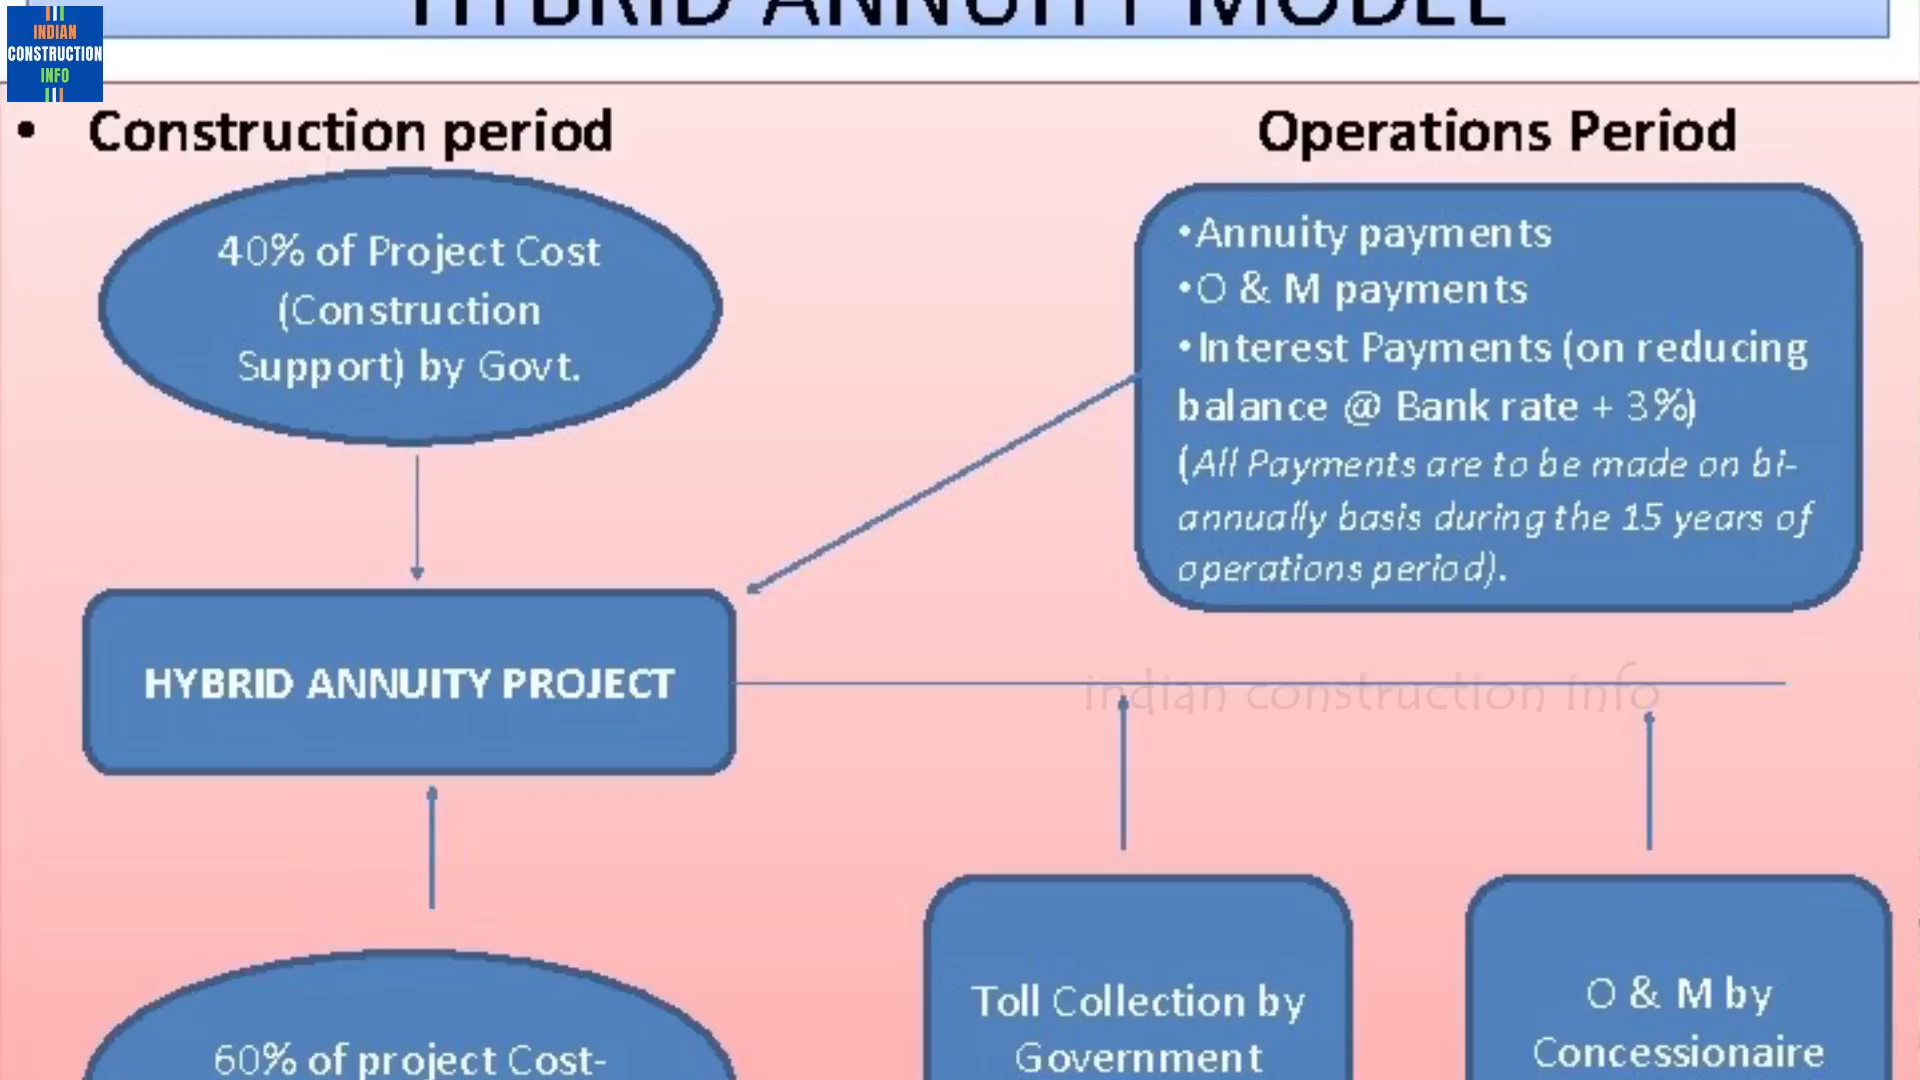 HYBRID ANNUITY MODEL
INDIAN
CONSTRUCTION
INFO
• Construction period
Operations Period
40% of Project Cost
(Construction
Support) by Govt.
•Annuity payments
•O & M payments
•Interest Payments (on reducing
balance @ Bank rate + 3%)
(All Payments are to be made on bi-
annually basis during the 15 years of
operations period).
HYBRID ANNUITY PROJECT
indian construction info
60% of project Cost-
Toll Collection by
Government
O & M by
Concessionaire